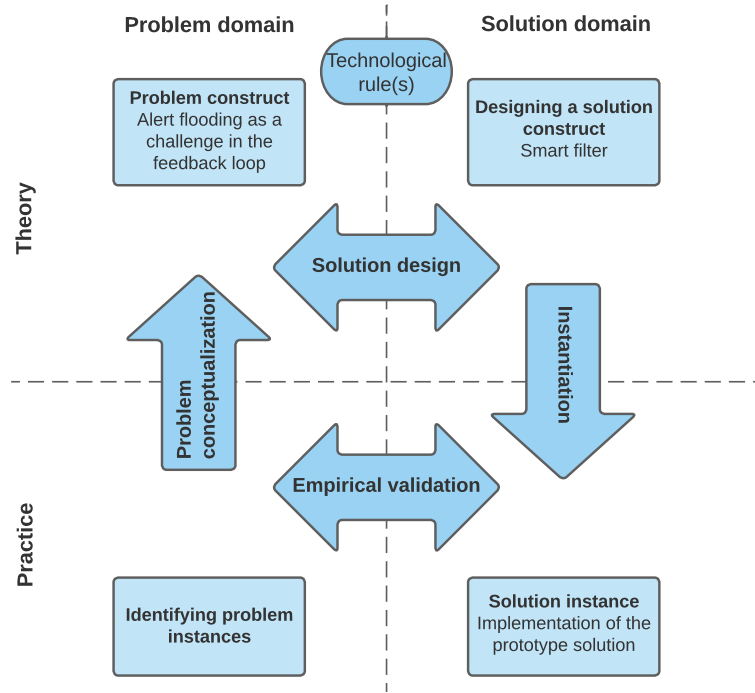 Problem domain
Solution domain
Technological
rule(s)
Problem construct
Alert flooding as a
challenge in the
feedback loop
Designing a solution
construct
Smart filter
Theory
Solution design
Problem
conceptualization
Instantiation
Empirical validation
Practice
Identifying problem
instances
Solution instance
Implementation of the
prototype solution